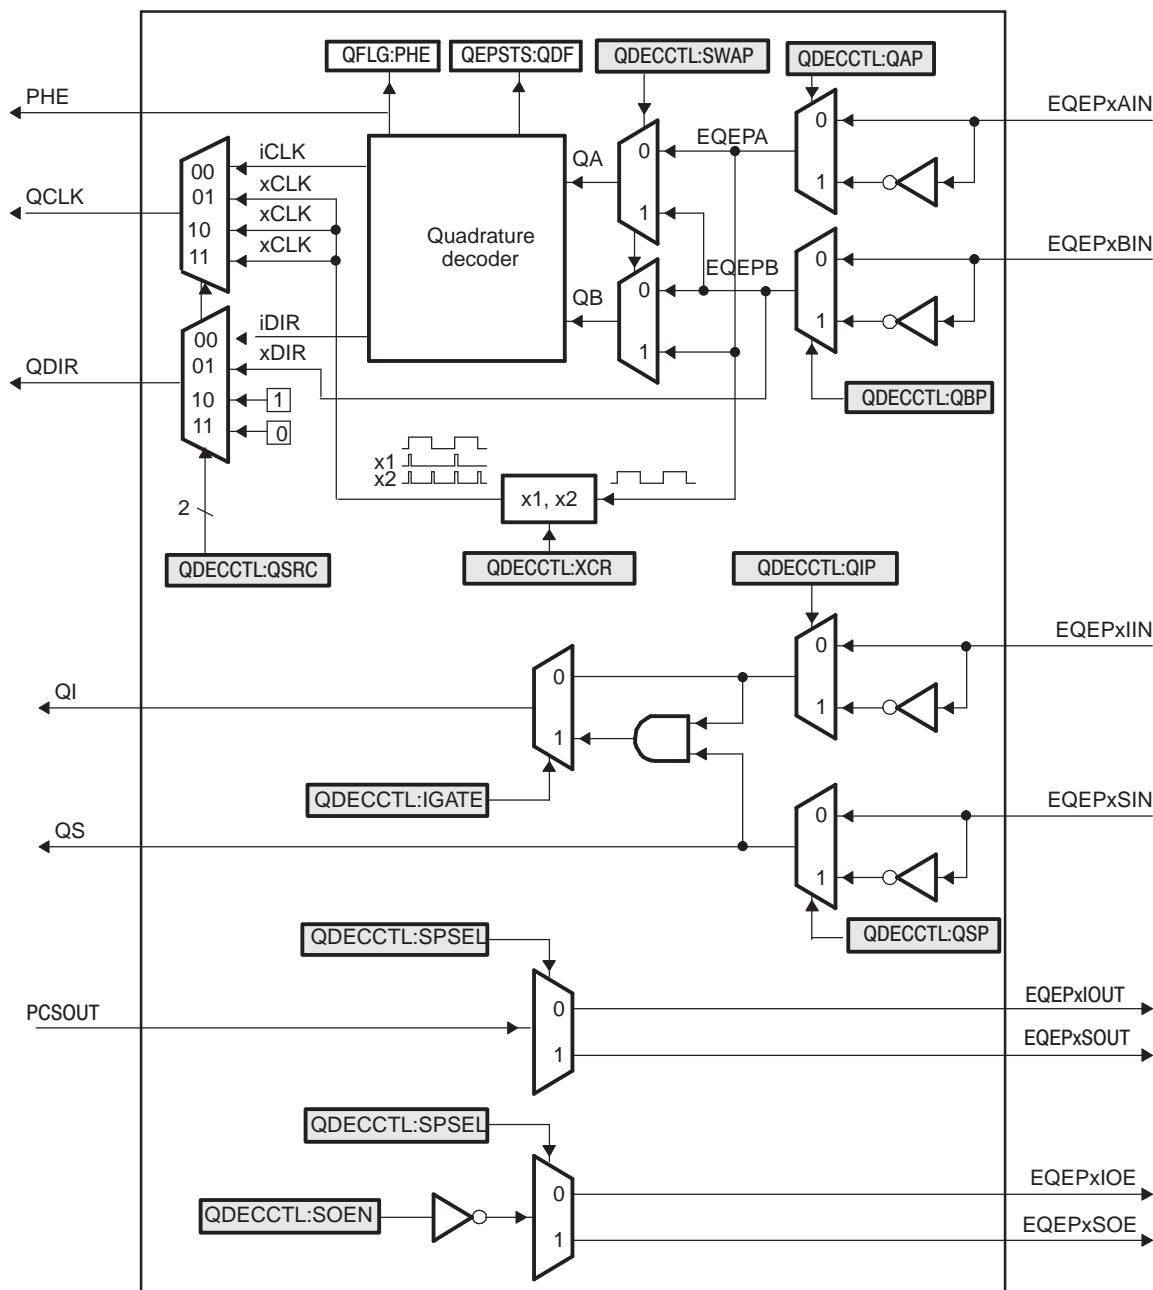 QFLG:PHE
QEPSTS:QDF
QDECCTL:SWAP
QDECCTL:QAP
PHE
EQEPxAIN
0
EQEPA
iCLK
00
QA
0
xCLK
01
1
QCLK
xCLK
10
1
xCLK
11
Quadrature
decoder
EQEPxBIN
0
EQEPB
QB
0
iDIR
00
1
xDIR
01
1
QDIR
10
1
QDECCTL:QBP
11
0
x1
x2
x1, x2
2
QDECCTL:QSRC
QDECCTL:XCR
QDECCTL:QIP
EQEPxIIN
0
0
QI
1
1
QDECCTL:IGATE
EQEPxSIN
0
QS
1
QDECCTL:SPSEL
QDECCTL:QSP
EQEPxIOUT
PCSOUT
0
EQEPxSOUT
1
QDECCTL:SPSEL
EQEPxIOE
0
QDECCTL:SOEN
EQEPxSOE
1